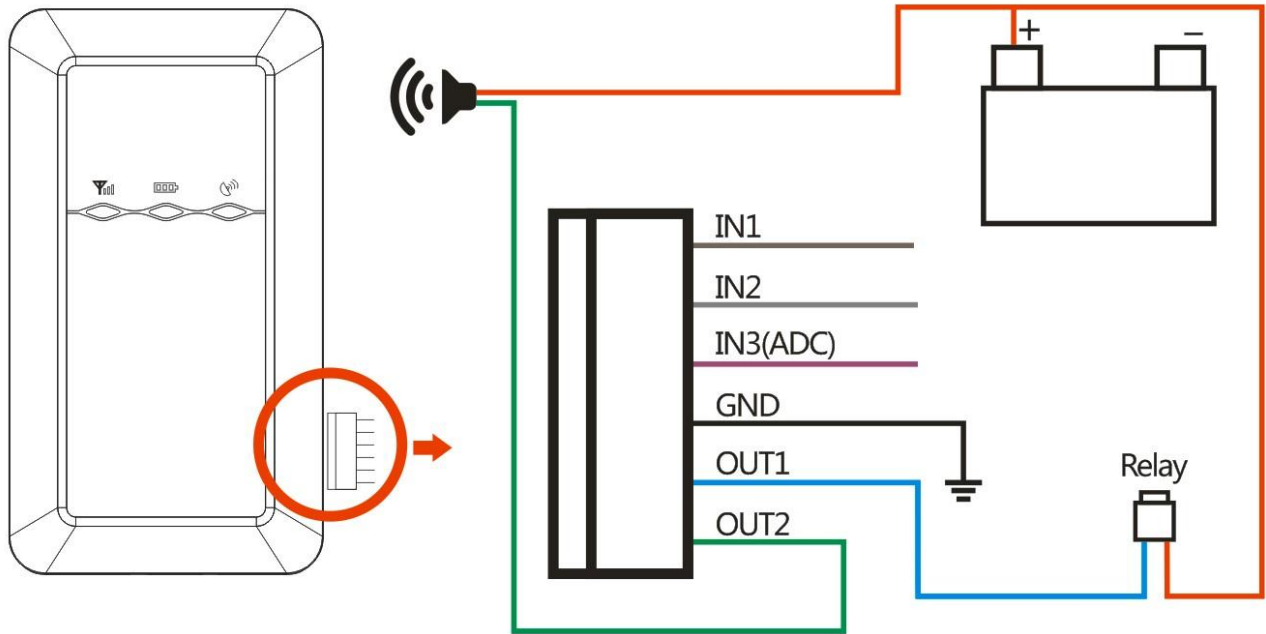 + −
IN1
IN2
IN3(ADC)
GND
OUT1
OUT2
Relay